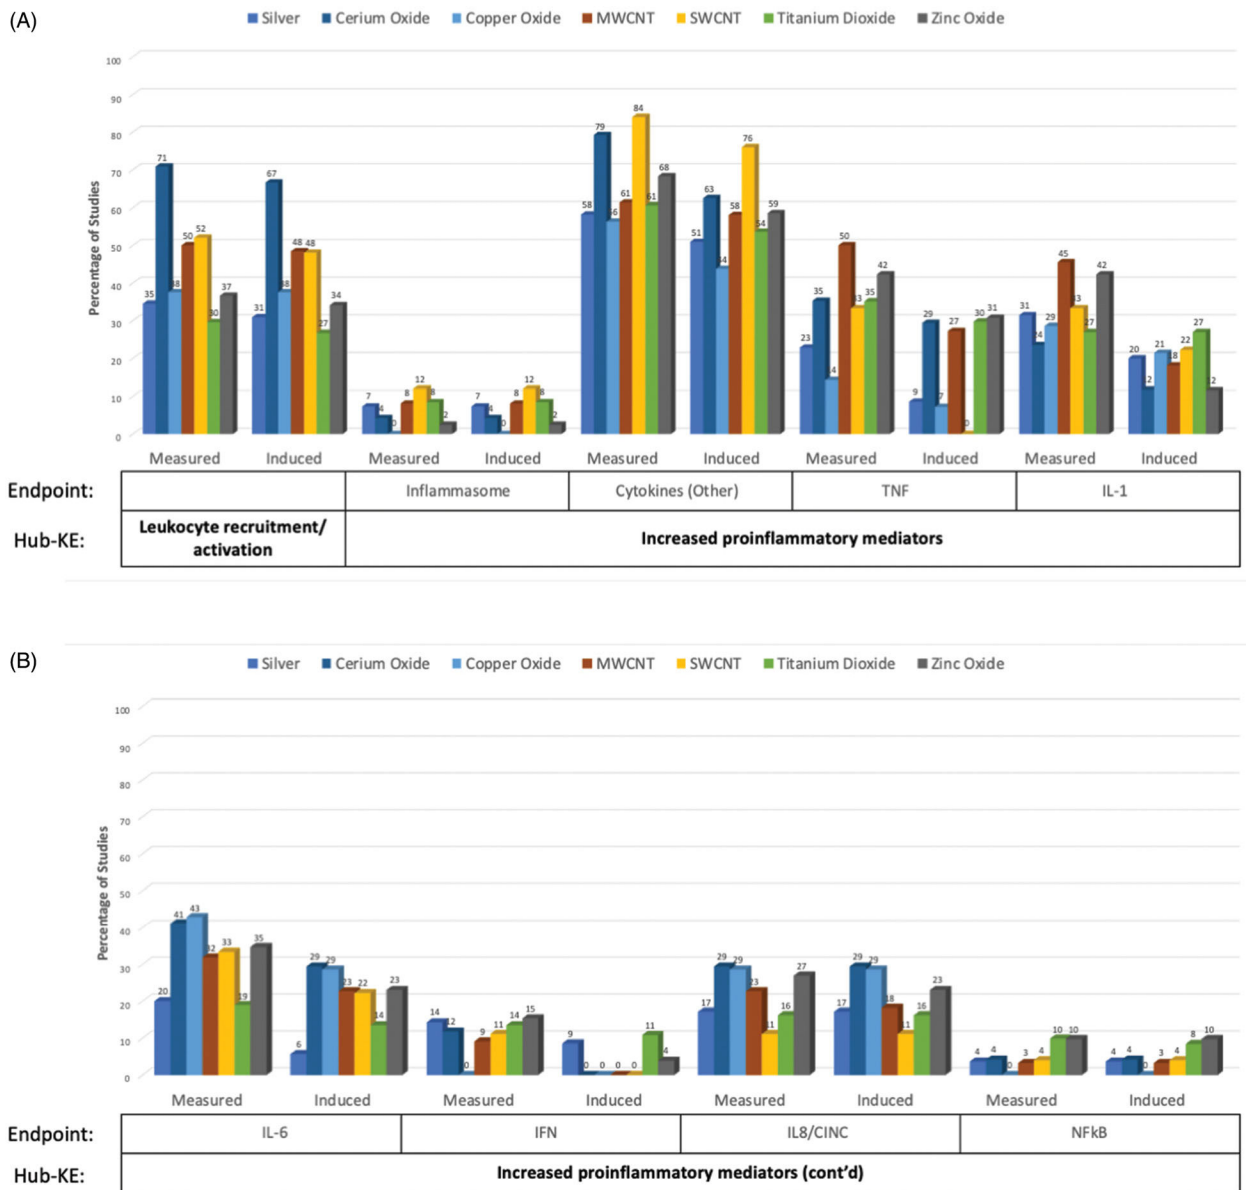 (A)
Silver Cerium Oxide Copper Oxide MWCNT SWCNT Titanium Dioxide Zinc Oxide
Percentage of Studies
100
90
80
70
60
50
40
30
20
10
0
35 71 38 50 52 30 37 31 67 38 48 48 27 34 7 4 0 8 12 8 2 7 4 0 8 12 8 2 58 79 56 61 84 61 68 51 63 44 58 76 54 59 23 35 14 50 33 35 42 9 29 7 27 0 30 31 31 24 29 45 33 27 42 20 12 21 18 22 27 12
Measured Induced Measured Induced Measured Induced Measured Induced Measured Induced
Endpoint: Inflammasome Cytokines (Other) TNF IL-1
Hub-KE: Leukocyte recruitment/
activation Increased proinflammatory mediators
(B)
Silver Cerium Oxide Copper Oxide MWCNT SWCNT Titanium Dioxide Zinc Oxide
Percentage of Studies
100
90
80
70
60
50
40
30
20
10
0
20 41 43 32 33 19 35 6 29 29 23 22 14 23 14 12 0 9 11 14 15 9 0 0 0 0 11 4 17 29 29 23 11 16 27 17 29 29 18 11 16 23 4 4 0 3 4 10 10 4 4 0 3 4 8 10
Measured Induced Measured Induced Measured Induced Measured Induced
Endpoint: IL-6 IFN IL8/CINC NFkB
Hub-KE: Increased proinflammatory mediators (cont’d)